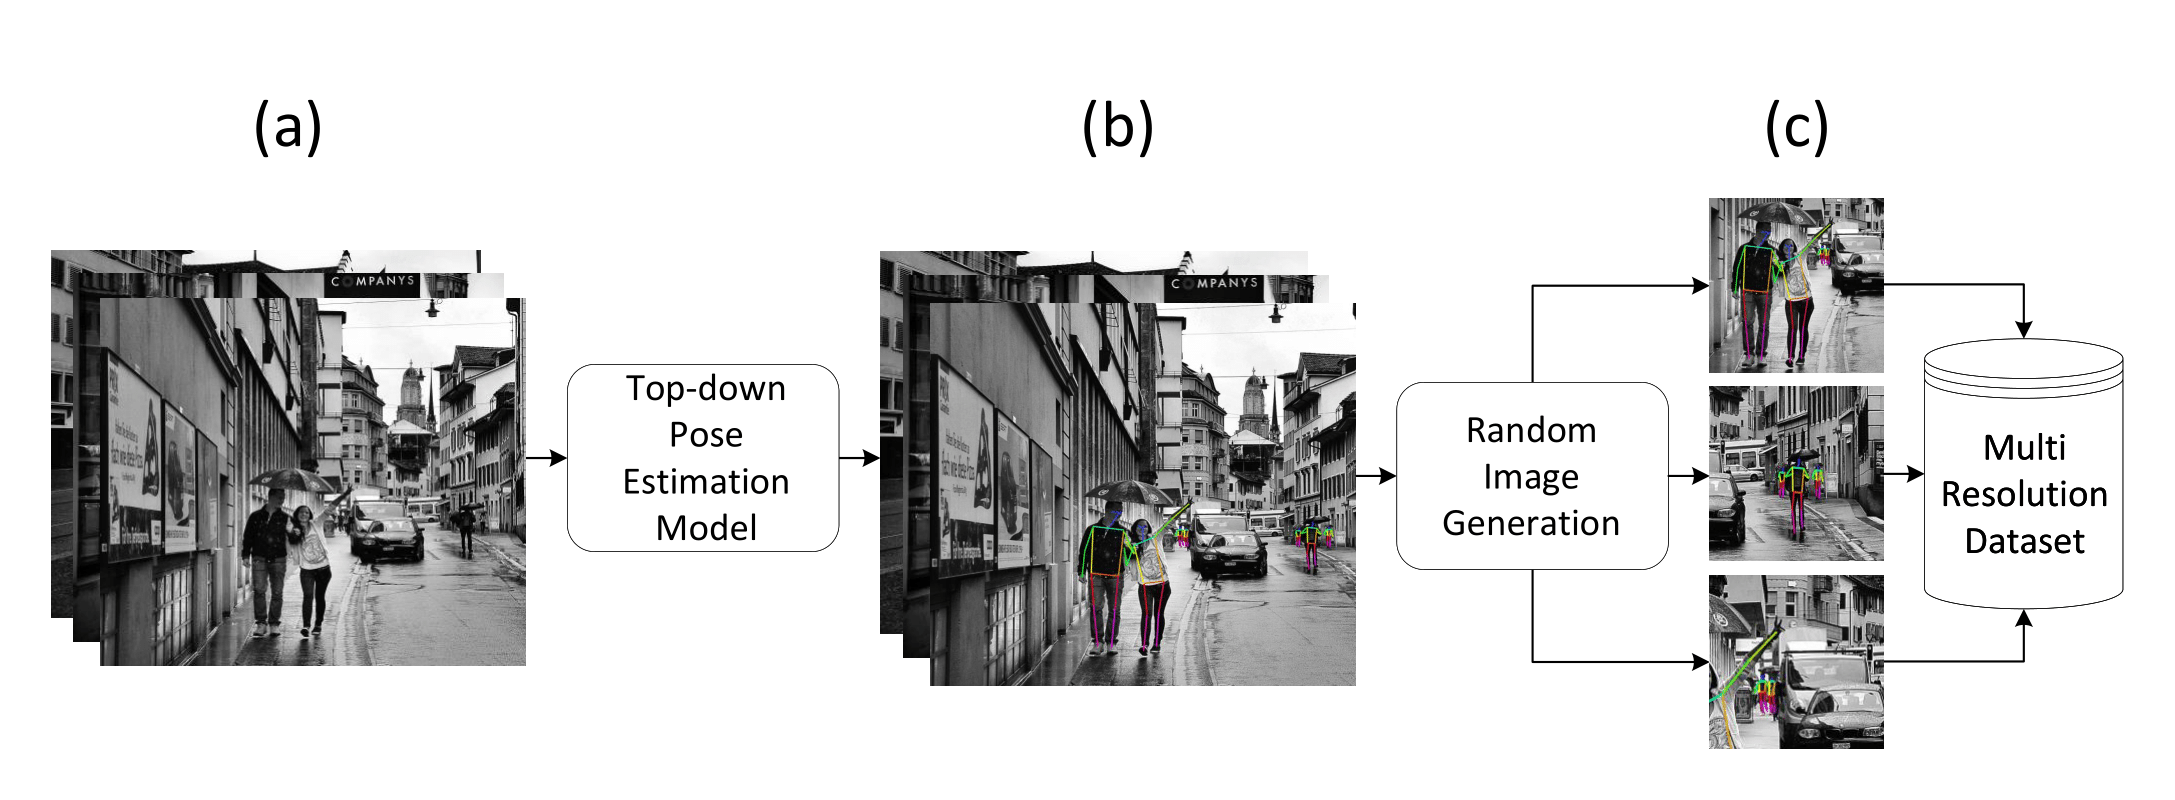 (a)
(b)
(c)
COMPANYS
COMPANYS
Top-down
Pose
Estimation
Model
Random
Image
Generation
Multi
Resolution
Dataset